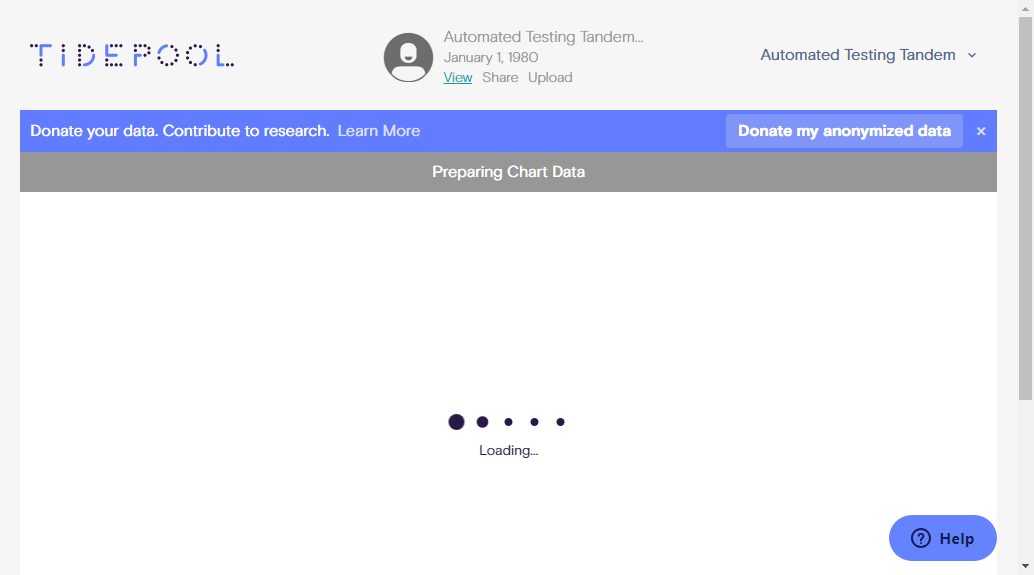 TIDEPOOL
Automated Testing Tandem...
January 1, 1980
View Share Upload
Automated Testing Tandem
Donate your data. Contribute to research. Learn More
Donate my anonymized data ×
Preparing Chart Data
Loading...
? Help